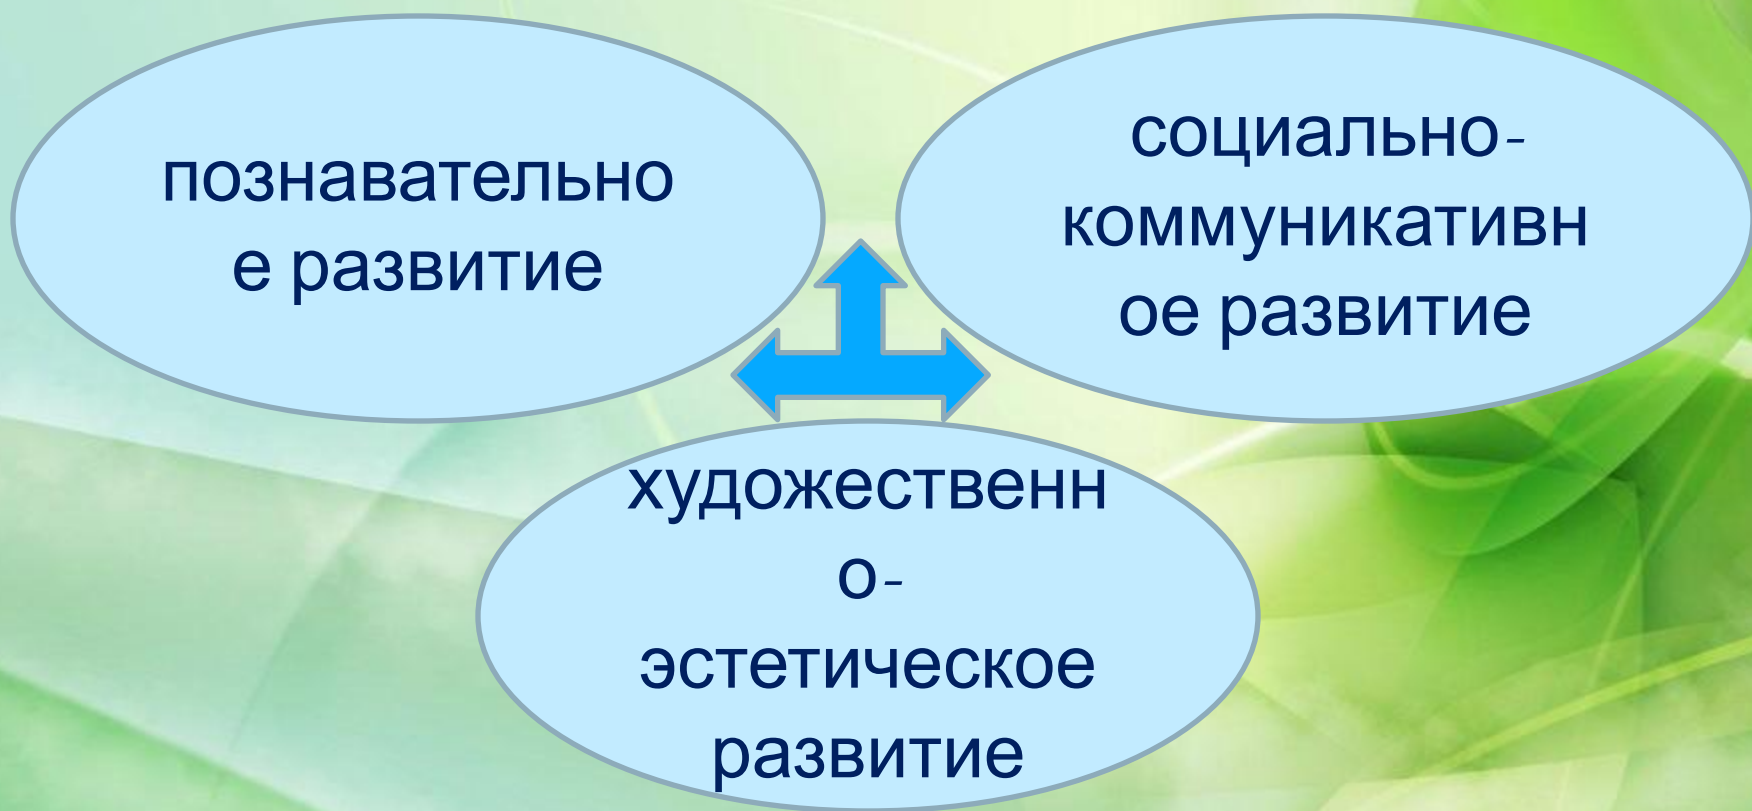 познавательно
е развитие
социально-
коммуникативн
ое развитие
художественн
о-
эстетическое
развитие